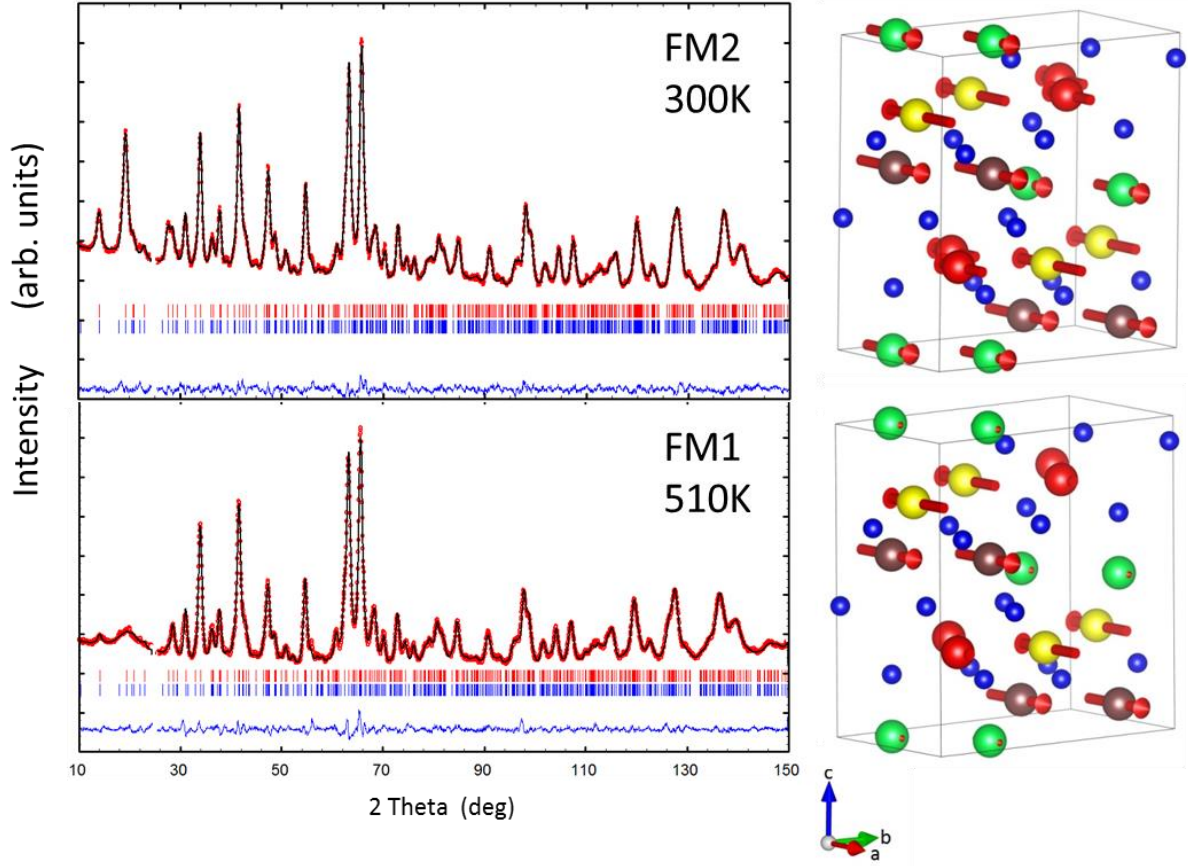 FM2
300K
Intensity (arb. units)
FM1
510K
10 30 50 70 90 110 130 150
2 Theta (deg)
c
b
a